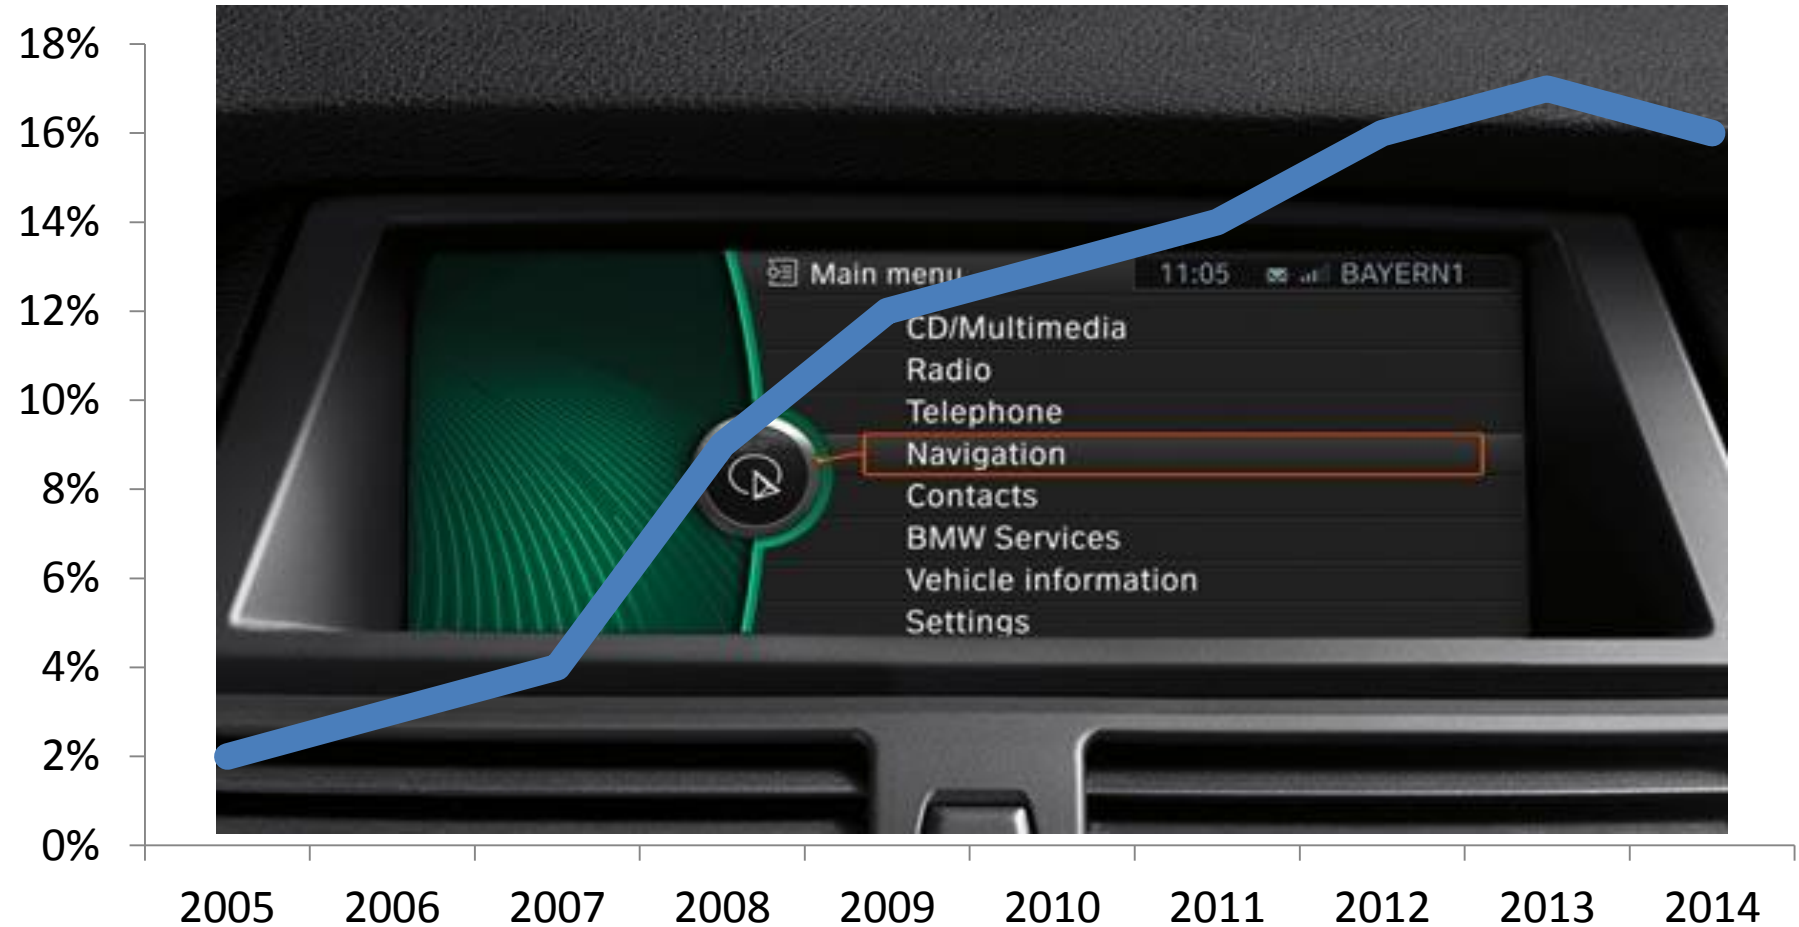 18%
16%
14%
12%
10%
8%
6%
4%
2%
0%
Main menu 11:05 BAYERN1
CD/Multimedia
Radio
Telephone
Navigation
Contacts
BMW Services
Vehicle information
Settings
2005 2006 2007 2008 2009 2010 2011 2012 2013 2014